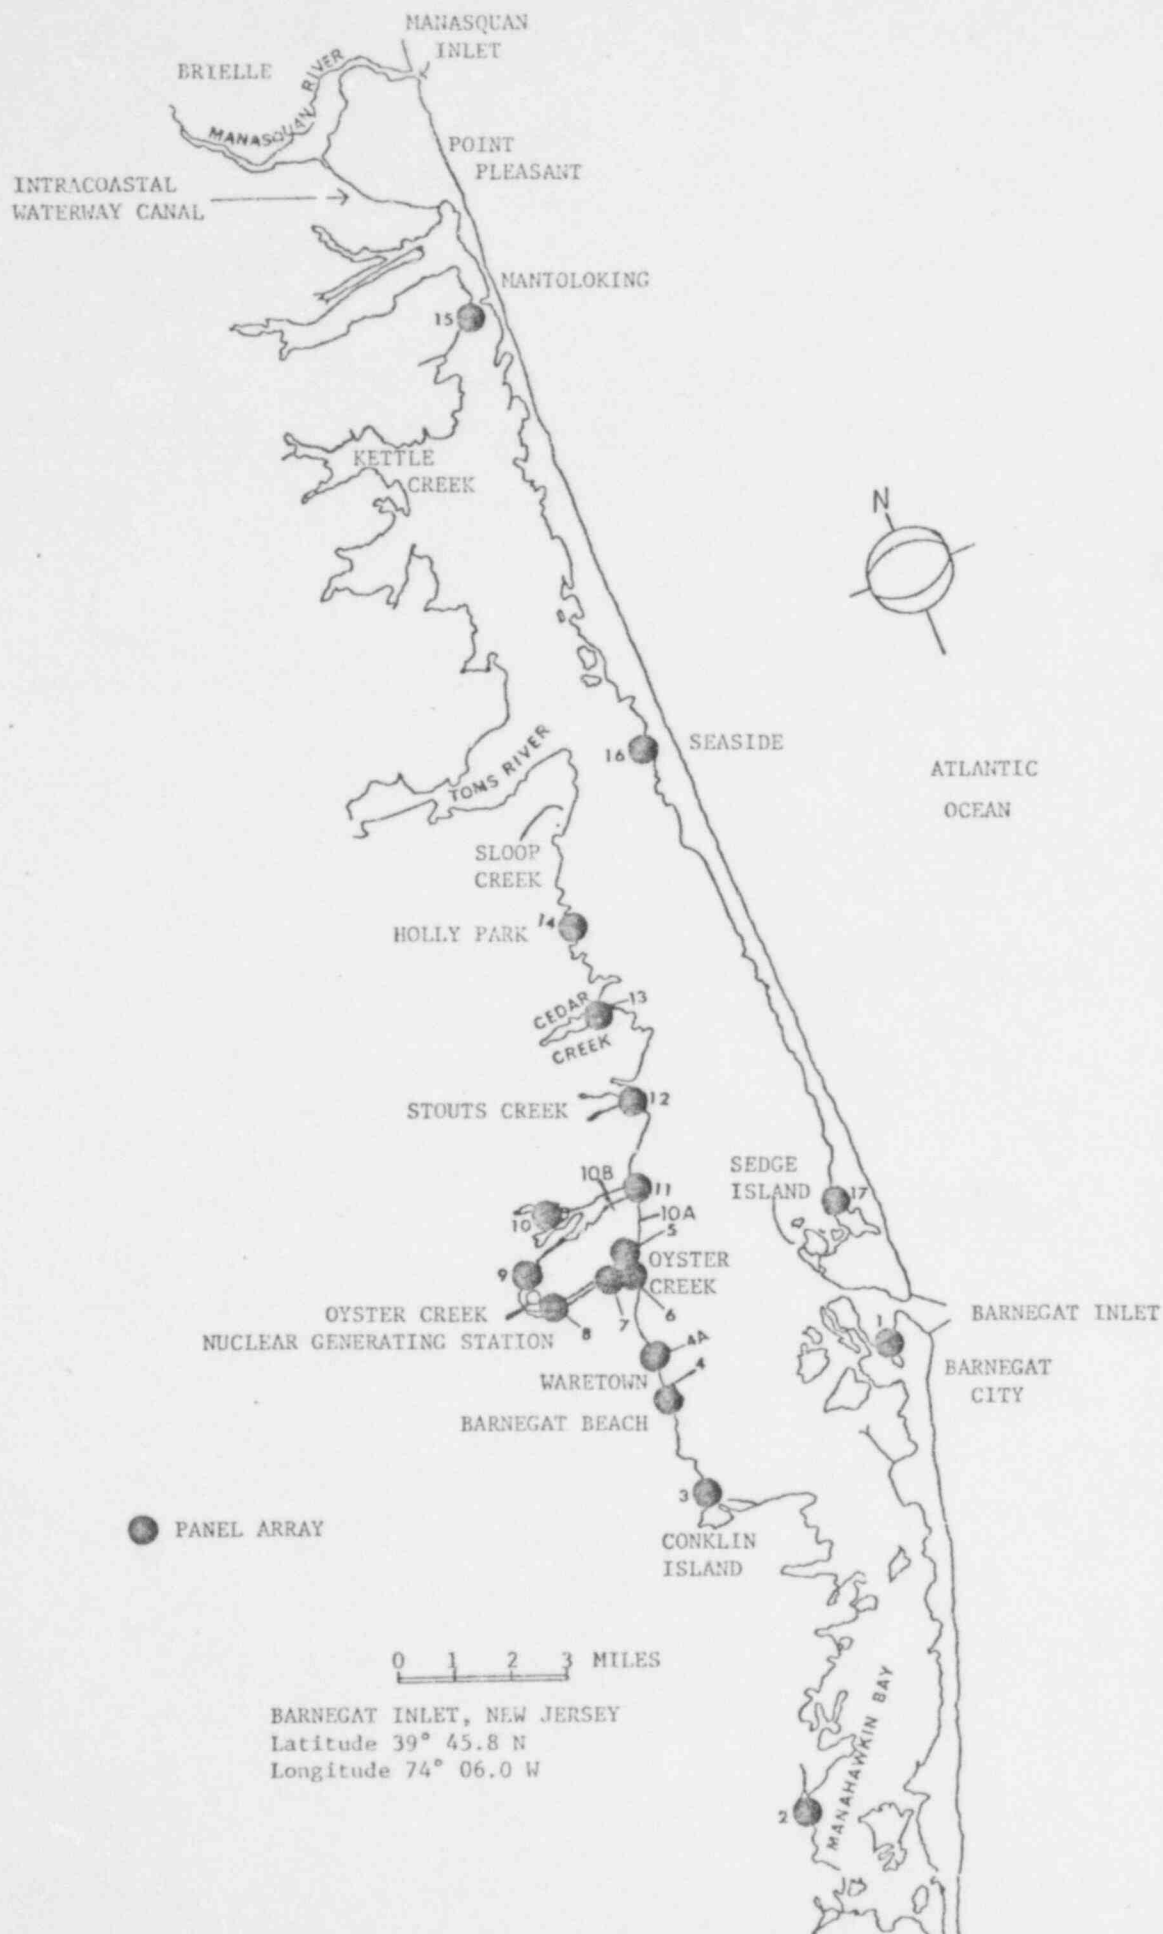 MANASQUAN
INLET
BRIELLE
MANASQUAN RIVER
POINT
PLEASANT
INTRACOASTAL
WATERWAY CANAL
MANTOLOKING
15
KETTLE
CREEK
N
16
SEASIDE
TOMS RIVER
ATLANTIC
OCEAN
SLOOP
CREEK
14
HOLLY PARK
13
CEDAR
CREEK
12
STOUTS CREEK
SEDGE
ISLAND
17
10B
11
10
10A
5
OYSTER
CREEK
9
6
7
8
OYSTER CREEK
NUCLEAR GENERATING STATION
BARNEGAT INLET
1
4A
4
BARNEGAT
CITY
WARETOWN
BARNEGAT BEACH
3
PANEL ARRAY
CONKLIN
ISLAND
0 1 2 3 MILES
BARNEGAT INLET, NEW JERSEY
Latitude 39° 45.8 N
Longitude 74° 06.0 W
MANAHAWKIN BAY
2